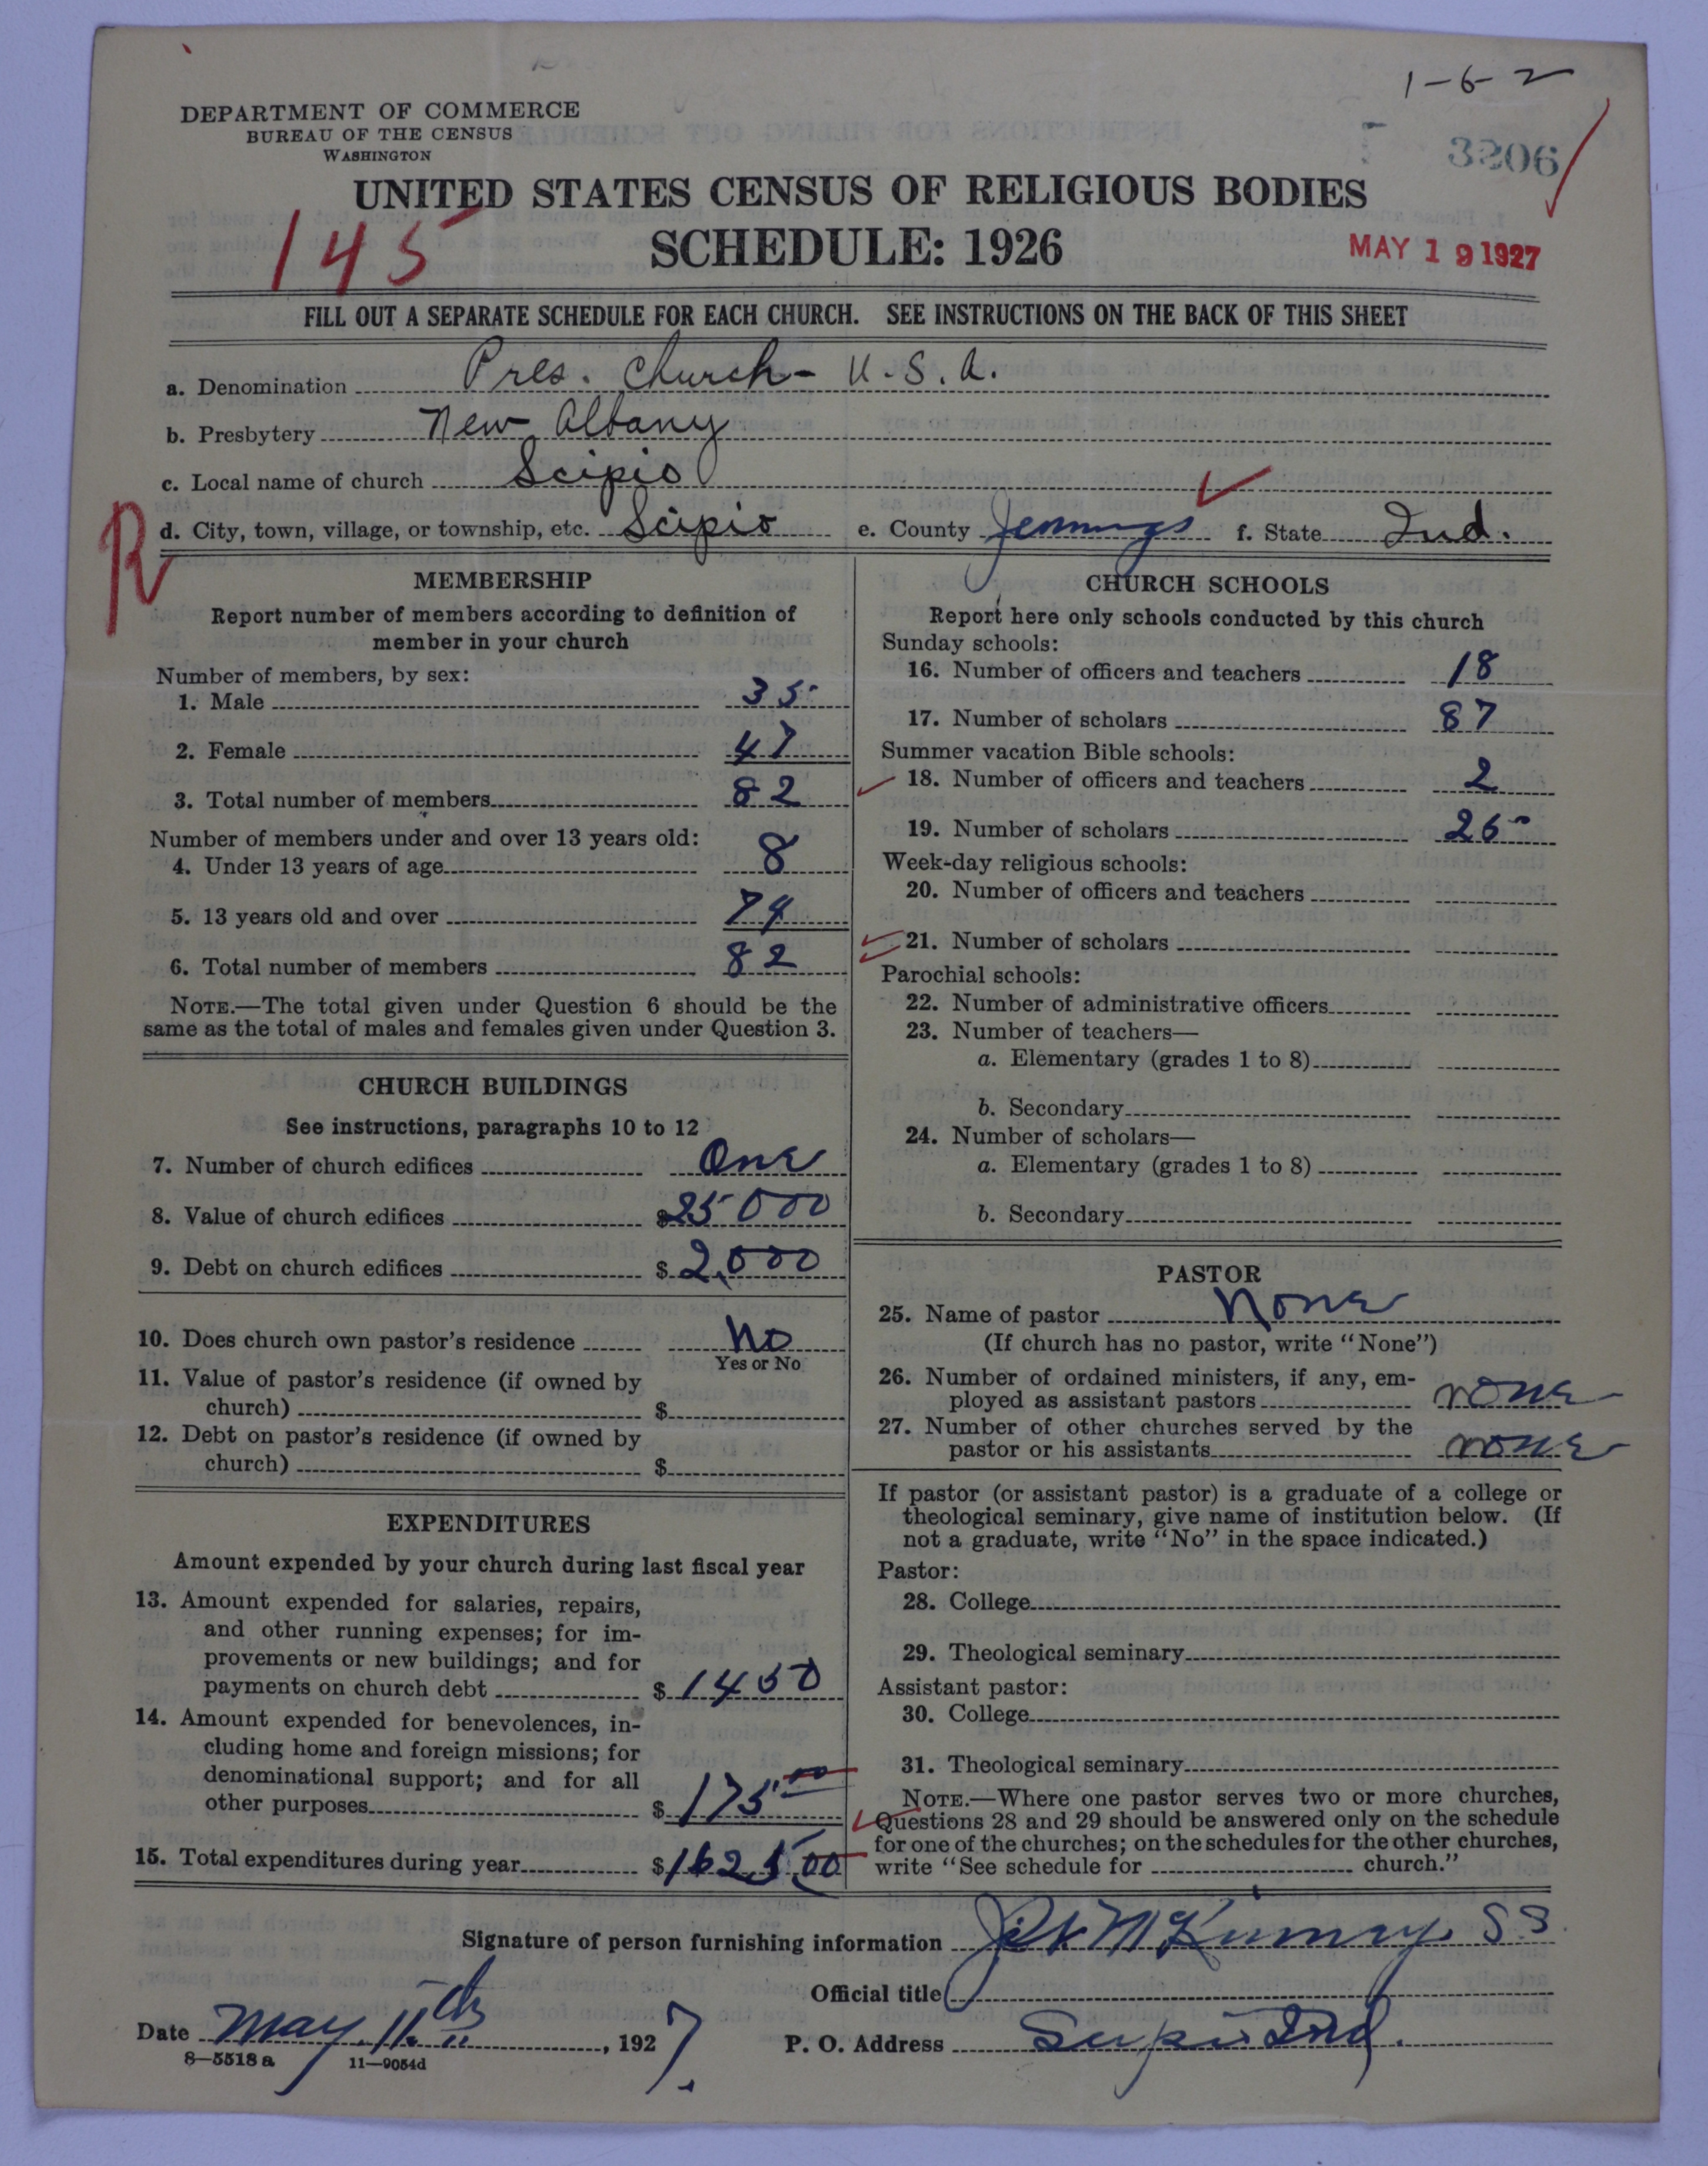 1-6-2
DEPARTMENT OF COMMERCE
BUREAU OF THE CENSUS
WASHINGTON
3206
UNITED STATES CENSUS OF RELIGIOUS BODIES
145
SCHEDULE: 1926
MAY 19 1927
FILL OUT A SEPARATE SCHEDULE FOR EACH CHURCH. SEE INSTRUCTIONS ON THE BACK OF THIS SHEET
a. Denomination Pres. Church - U.S.A.
b. Presbytery New Albany
c. Local name of church Scipio
R
d. City, town, village, or township, etc. Scipio e. County Jennings f. State Ind.
MEMBERSHIP
Report number of members according to definition of
member in your church
Number of members, by sex:
1. Male 35
2. Female 47
3. Total number of members 82
Number of members under and over 13 years old:
4. Under 13 years of age 8
5. 13 years old and over 74
6. Total number of members 82
NOTE.—The total given under Question 6 should be the
same as the total of males and females given under Question 3.
CHURCH BUILDINGS
See instructions, paragraphs 10 to 12
7. Number of church edifices One
8. Value of church edifices $25000
9. Debt on church edifices $2,000
10. Does church own pastor's residence No
Yes or No
11. Value of pastor's residence (if owned by
church) $
12. Debt on pastor's residence (if owned by
church) $
EXPENDITURES
Amount expended by your church during last fiscal year
13. Amount expended for salaries, repairs,
and other running expenses; for im-
provements or new buildings; and for
payments on church debt $1450
14. Amount expended for benevolences, in-
cluding home and foreign missions; for
denominational support; and for all
other purposes $175 00
15. Total expenditures during year $1625 00
CHURCH SCHOOLS
Report here only schools conducted by this church
Sunday schools:
16. Number of officers and teachers 18
17. Number of scholars 87
Summer vacation Bible schools:
18. Number of officers and teachers 2
19. Number of scholars
Week-day religious schools:
20. Number of officers and teachers
21. Number of scholars
Parochial schools:
22. Number of administrative officers
23. Number of teachers—
a. Elementary (grades 1 to 8)
b. Secondary
24. Number of scholars—
a. Elementary (grades 1 to 8)
b. Secondary
PASTOR
25. Name of pastor None
(If church has no pastor, write "None")
26. Number of ordained ministers, if any, em-
ployed as assistant pastors none
27. Number of other churches served by the
pastor or his assistants none
If pastor (or assistant pastor) is a graduate of a college or
theological seminary, give name of institution below. (If
not a graduate, write "No" in the space indicated.)
Pastor:
28. College
29. Theological seminary
Assistant pastor:
30. College
31. Theological seminary
NOTE.—Where one pastor serves two or more churches,
Questions 28 and 29 should be answered only on the schedule
for one of the churches; on the schedules for the other churches,
write "See schedule for church."
Signature of person furnishing information
Official title
Date May 11th, 1927.
P. O. Address Scipio Ind.
8—5518 a 11—9054d